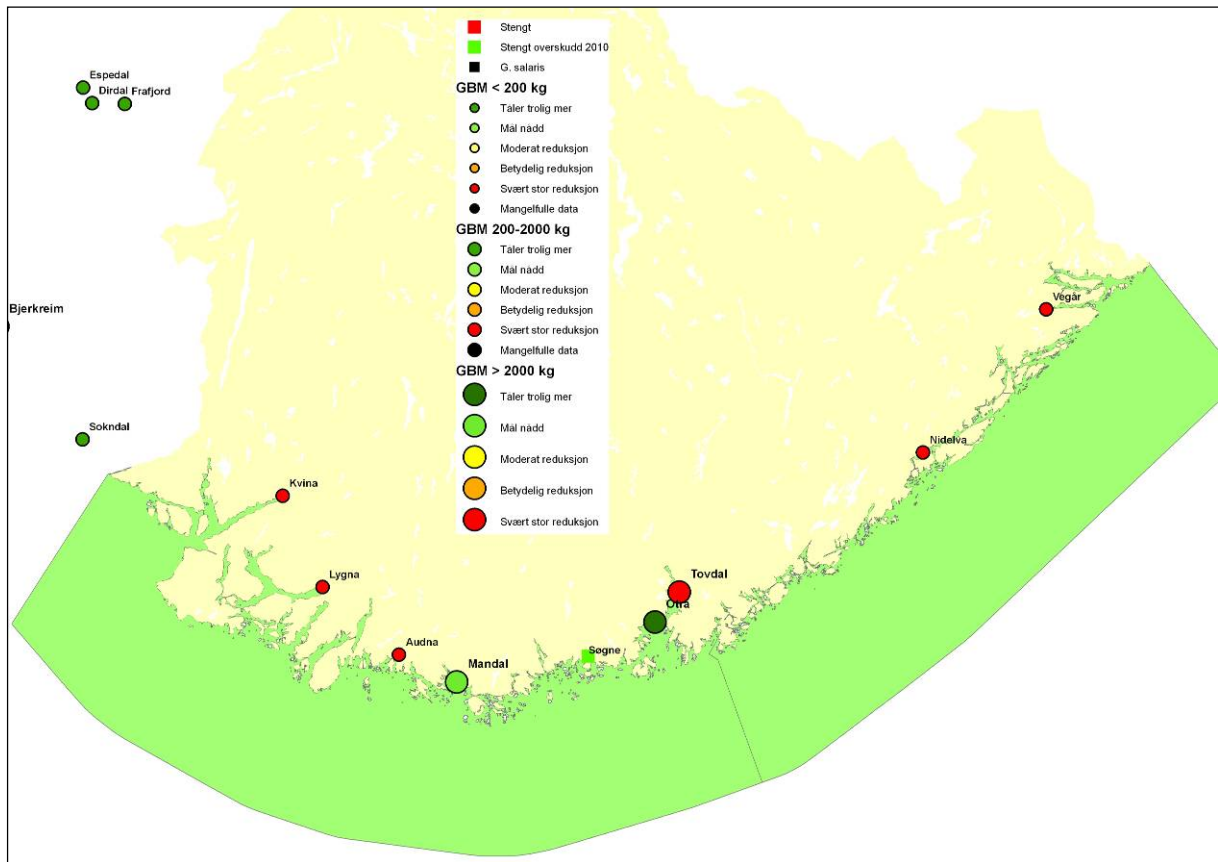 Stengt
Stengt overskudd 2010
G. salaris
GBM < 200 kg
Tåler trolig mer
Mål nådd
Moderat reduksjon
Betydelig reduksjon
Svært stor reduksjon
Mangelfulle data
GBM 200-2000 kg
Tåler trolig mer
Mål nådd
Moderat reduksjon
Betydelig reduksjon
Svært stor reduksjon
Mangelfulle data
GBM > 2000 kg
Tåler trolig mer
Mål nådd
Moderat reduksjon
Betydelig reduksjon
Svært stor reduksjon
Espedal
Dirdal Frafjord
Bjerkreim
Sokndal
Kvina
Lygna
Audna
Mandal
Søgne
Otra
Tovdal
Nidelva
Vegår